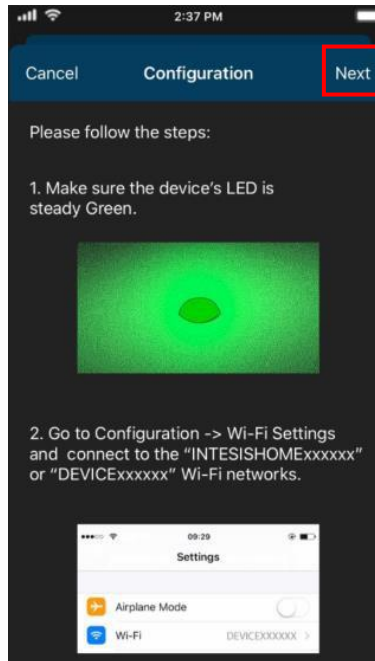 2:37 PM
Cancel Configuration Next
Please follow the steps:
1. Make sure the device's LED is
steady Green.
2. Go to Configuration -> Wi-Fi Settings
and connect to the “INTESISHOMExxxxxx”
or “DEVICExxxxxx” Wi-Fi networks.
09:29
Settings
Airplane Mode
Wi-Fi DEVICEXXXXXX